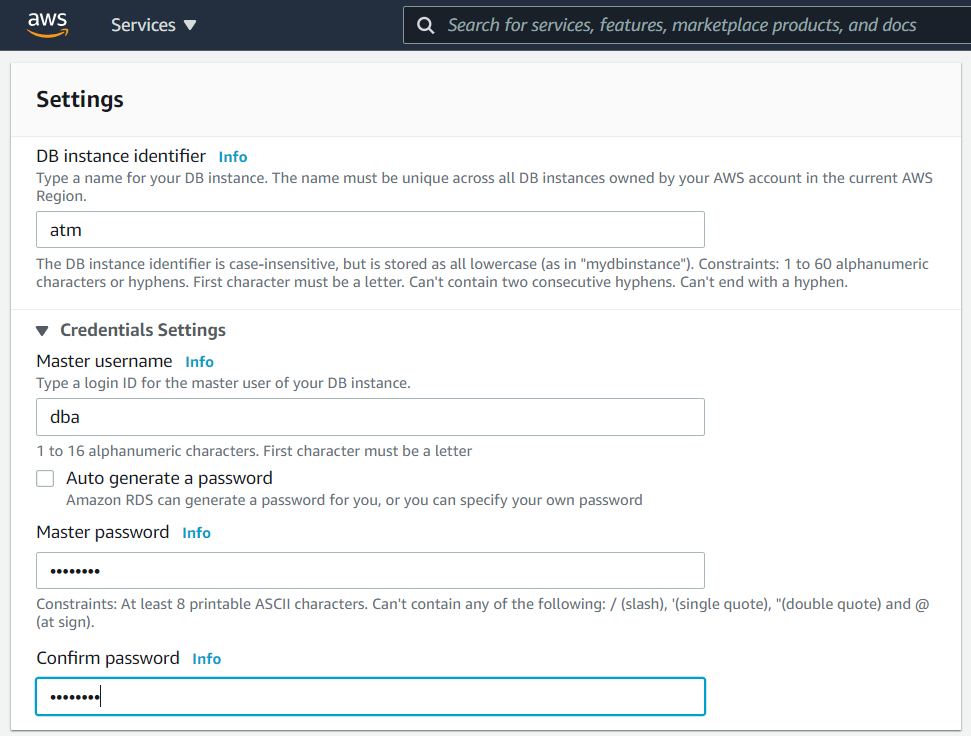 aws
Services ▼
Search for services, features, marketplace products, and docs
Settings
DB instance identifier Info
Type a name for your DB instance. The name must be unique across all DB instances owned by your AWS account in the current AWS
Region.
atm
The DB instance identifier is case-insensitive, but is stored as all lowercase (as in "mydbinstance"). Constraints: 1 to 60 alphanumeric
characters or hyphens. First character must be a letter. Can't contain two consecutive hyphens. Can't end with a hyphen.
▼ Credentials Settings
Master username Info
Type a login ID for the master user of your DB instance.
dba
1 to 16 alphanumeric characters. First character must be a letter
Auto generate a password
Amazon RDS can generate a password for you, or you can specify your own password
Master password Info
••••••••
Constraints: At least 8 printable ASCII characters. Can't contain any of the following: / (slash), '(single quote), "(double quote) and @
(at sign).
Confirm password Info
••••••••